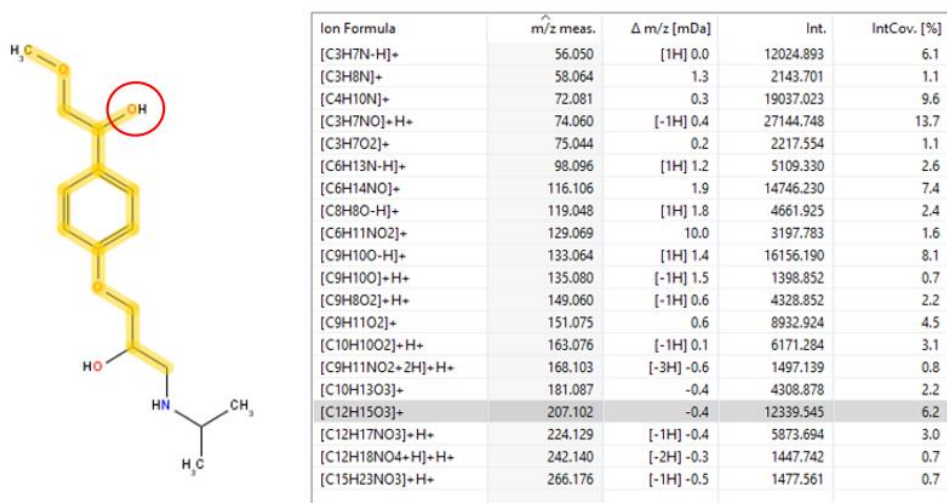 H3C
O
OH
O
HO
HN
CH3
H3C
Ion Formula m/z meas. Δ m/z [mDa] Int. IntCov. [%]
[C3H7N-H]+ 56.050 [1H] 0.0 12024.893 6.1
[C3H8N]+ 58.064 1.3 2143.701 1.1
[C4H10N]+ 72.081 0.3 19037.023 9.6
[C3H7NO]+H+ 74.060 [-1H] 0.4 27144.748 13.7
[C3H7O2]+ 75.044 0.2 2217.554 1.1
[C6H13N-H]+ 98.096 [1H] 1.2 5109.330 2.6
[C6H14NO]+ 116.106 1.9 14746.230 7.4
[C8H8O-H]+ 119.048 [1H] 1.8 4661.925 2.4
[C6H11NO2]+ 129.069 10.0 3197.783 1.6
[C9H10O-H]+ 133.064 [1H] 1.4 16156.190 8.1
[C9H10O]+H+ 135.080 [-1H] 1.5 1398.852 0.7
[C9H8O2]+H+ 149.060 [-1H] 0.6 4328.852 2.2
[C9H11O2]+ 151.075 0.6 8932.924 4.5
[C10H10O2]+H+ 163.076 [-1H] 0.1 6171.284 3.1
[C9H11NO2+2H]+H+ 168.103 [-3H] -0.6 1497.139 0.8
[C10H13O3]+ 181.087 -0.4 4308.878 2.2
[C12H15O3]+ 207.102 -0.4 12339.545 6.2
[C12H17NO3]+H+ 224.129 [-1H] -0.4 5873.694 3.0
[C12H18NO4+H]+H+ 242.140 [-2H] -0.3 1447.742 0.7
[C15H23NO3]+H+ 266.176 [-1H] -0.5 1477.561 0.7